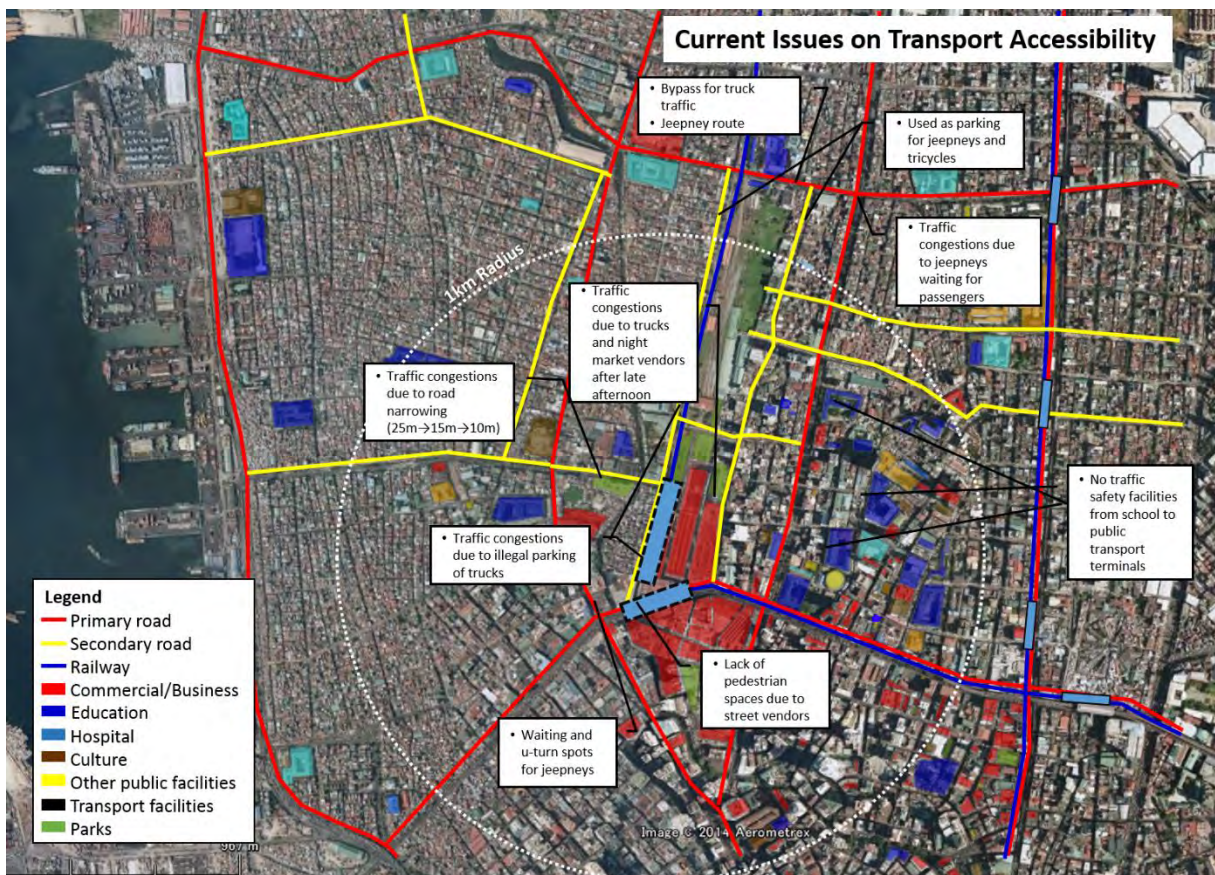 Current Issues on Transport Accessibility
• Bypass for truck
traffic
• Jeepney route
• Used as parking
for jeepneys and
tricycles
• Traffic
congestions due
to jeepneys
waiting for
passengers
1km Radius
• Traffic
congestions
due to trucks
and night
market vendors
after late
afternoon
• Traffic congestions
due to road
narrowing
(25m→15m→10m)
• No traffic
safety facilities
from school to
public
transport
terminals
• Traffic congestions
due to illegal parking
of trucks
• Lack of
pedestrian
spaces due to
street vendors
• Waiting and
u-turn spots
for jeepneys
Legend
Primary road
Secondary road
Railway
Commercial/Business
Education
Hospital
Culture
Other public facilities
Transport facilities
Parks
Image © 2014 Aerometrex